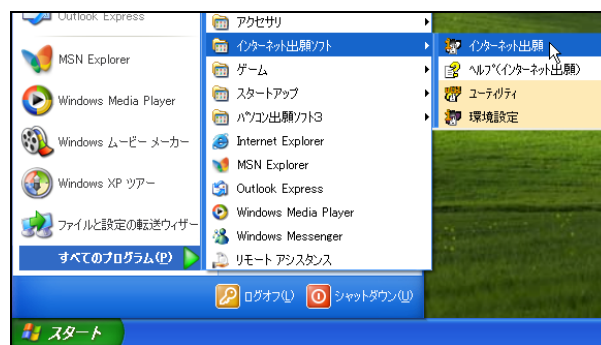 Outlook Express
MSN Explorer
Windows Media Player
Windows ムービー メーカー
Windows XP ツアー
ファイルと設定の転送ウィザー
すべてのプログラム(P)
アクセサリ
インターネット出願ソフト
ゲーム
スタートアップ
パソコン出願ソフト3
Internet Explorer
MSN Explorer
Outlook Express
Windows Media Player
Windows Messenger
リモート アシスタンス
インターネット出願
ヘルプ(インターネット出願)
ユーティリティ
環境設定
ログオフ(L)
シャットダウン(U)
スタート